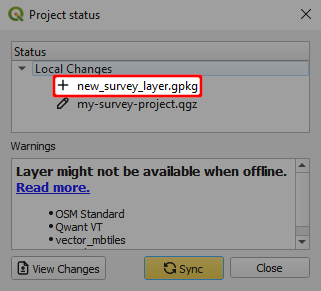 Project status
Status
Local Changes
new_survey_layer.gpkg
my-survey-project.qgz
Warnings
Layer might not be available when offline.
Read more.
OSM Standard
Qwant VT
vector_mbtiles
View Changes
Sync
Close